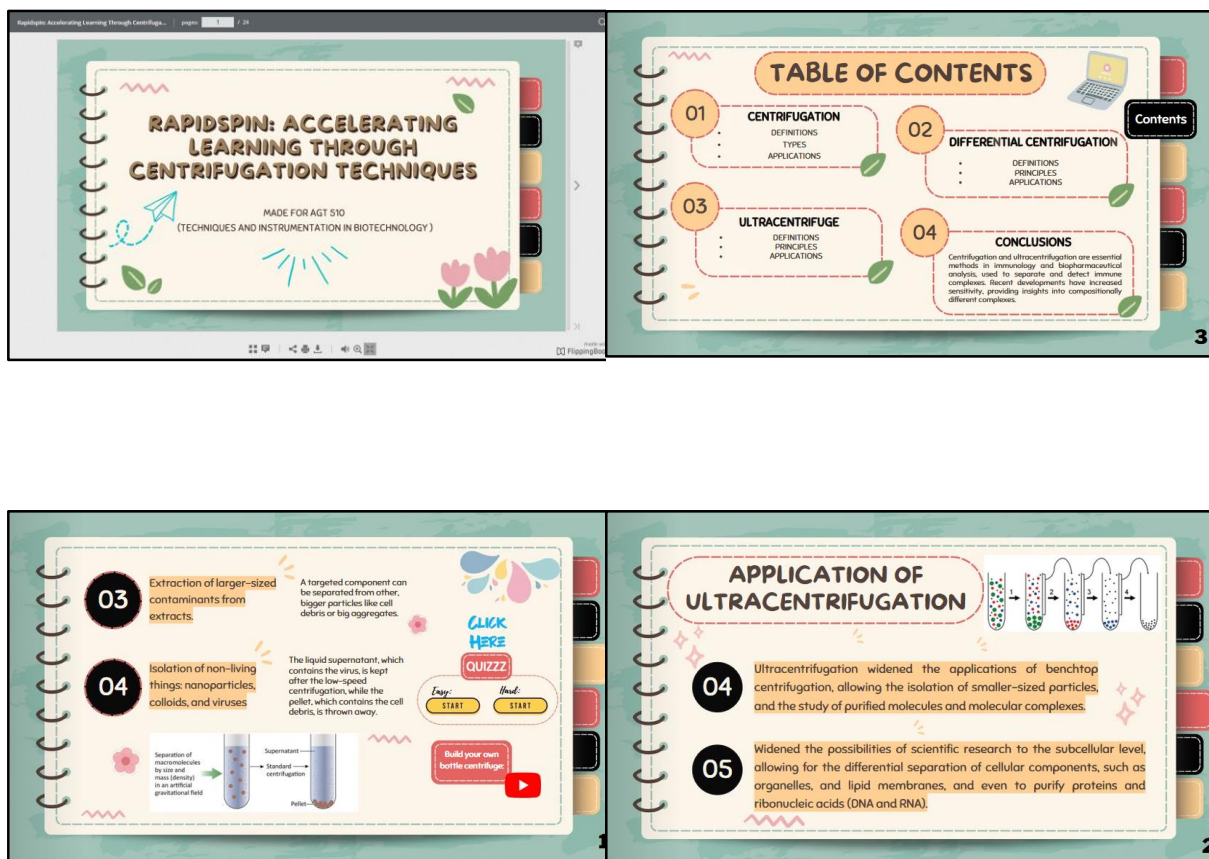 Rapidspin: Accelerating Learning Through Centrifuga... pages: 1 / 24
RAPIDSPIN: ACCELERATING
LEARNING THROUGH
CENTRIFUGATION TECHNIQUES
MADE FOR AGT 510
(TECHNIQUES AND INSTRUMENTATION IN BIOTECHNOLOGY )
TABLE OF CONTENTS
Contents
01
CENTRIFUGATION
DEFINITIONS
TYPES
APPLICATIONS
02
DIFFERENTIAL CENTRIFUGATION
DEFINITIONS
PRINCIPLES
APPLICATIONS
03
ULTRACENTRIFUGE
DEFINITIONS
PRINCIPLES
APPLICATIONS
04
CONCLUSIONS
Centrifugation and ultracentrifugation are essential
methods in immunology and biopharmaceutical
analysis, used to separate and detect immune
complexes. Recent developments have increased
sensitivity, providing insights into compositionally
different complexes.
3
03
Extraction of larger-sized
contaminants from
extracts.
A targeted component can
be separated from other,
bigger particles like cell
debris or big aggregates.
04
Isolation of non-living
things: nanoparticles,
colloids, and viruses
The liquid supernatant, which
contains the virus, is kept
after the low-speed
centrifugation, while the
pellet, which contains the cell
debris, is thrown away.
CLICK
HERE
QUIZZZ
Easy: Hard:
START START
Build your own
bottle centrifuge:
Separation of
macromolecules
by size and
mass (density)
in an artificial
gravitational field
Supernatant
Standard
centrifugation
Pellet
APPLICATION OF
ULTRACENTRIFUGATION
1 2 3 4
04
Ultracentrifugation widened the applications of benchtop
centrifugation, allowing the isolation of smaller-sized particles,
and the study of purified molecules and molecular complexes.
05
Widened the possibilities of scientific research to the subcellular level,
allowing for the differential separation of cellular components, such as
organelles, and lipid membranes, and even to purify proteins and
ribonucleic acids (DNA and RNA).